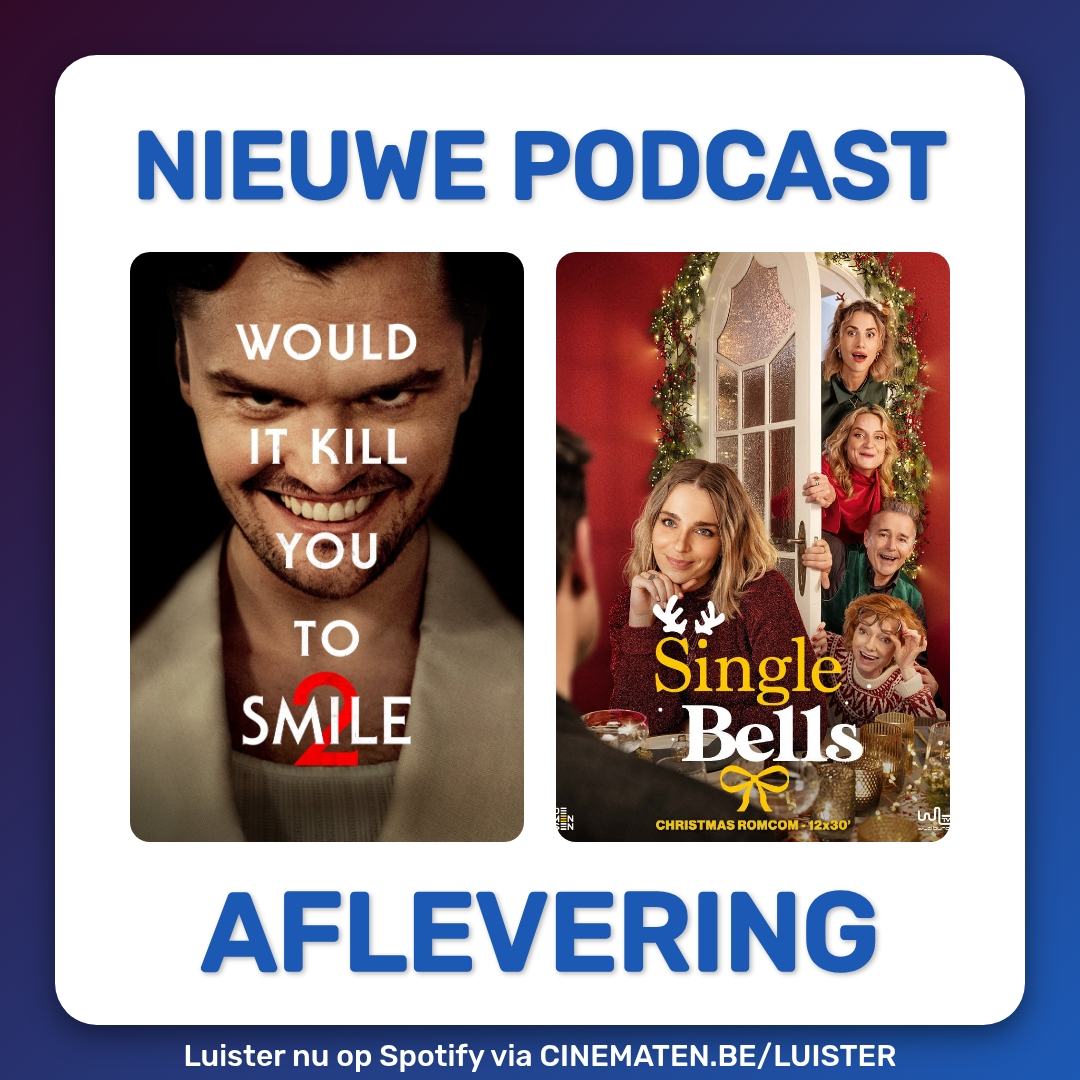 NIEUWE PODCAST
WOULD
IT KILL
YOU
TO
SMILE
2
Single
Bells
CHRISTMAS ROMCOM - 12x30'
AFLEVERING
Luister nu op Spotify via CINEMATEN.BE/LUISTER